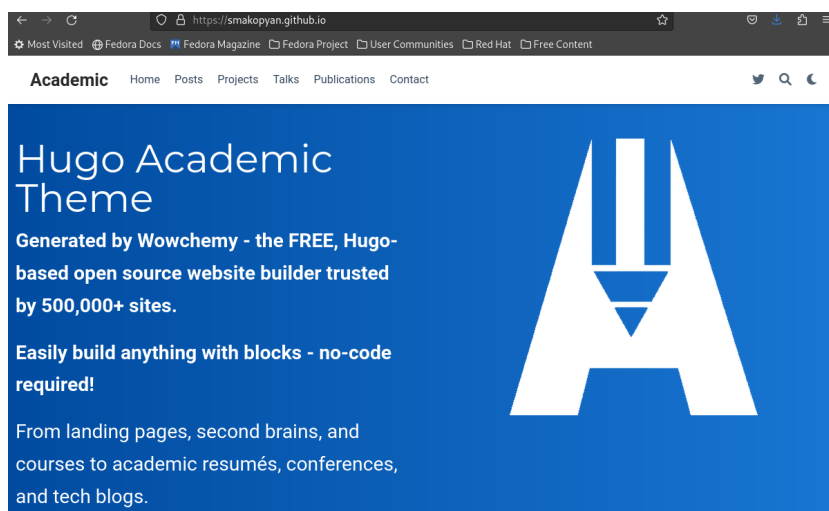 https://smakopyan.github.io
Most Visited Fedora Docs Fedora Magazine Fedora Project User Communities Red Hat Free Content
Academic Home Posts Projects Talks Publications Contact
Hugo Academic
Theme
Generated by Wowchemy - the FREE, Hugo-
based open source website builder trusted
by 500,000+ sites.
Easily build anything with blocks - no-code
required!
From landing pages, second brains, and
courses to academic resumés, conferences,
and tech blogs.